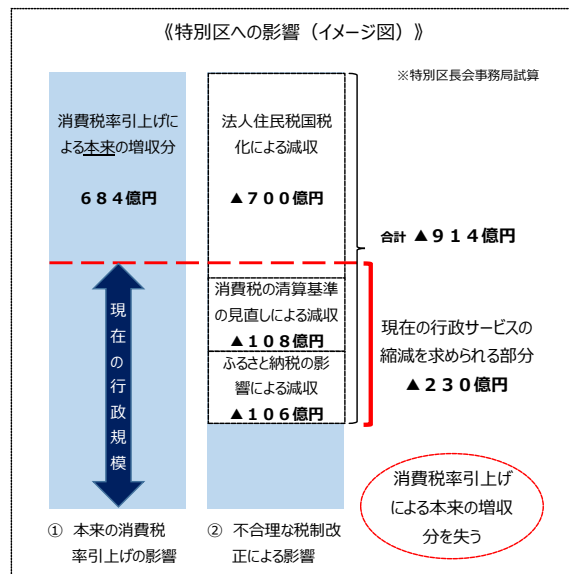 《特別区への影響（イメージ図）》
※特別区長会事務局試算
消費税率引上げに
よる本来の増収分
６８４億円
現在の行政規模
法人住民税国税
化による減収
▲７００億円
消費税の清算基準
の見直しによる減収
▲１０８億円
ふるさと納税の影
響による減収
▲１０６億円
合計 ▲９１４億円
現在の行政サービスの
縮減を求められる部分
▲２３０億円
消費税率引上げ
による本来の増収
分を失う
① 本来の消費税
率引上げの影響
② 不合理な税制改
正による影響